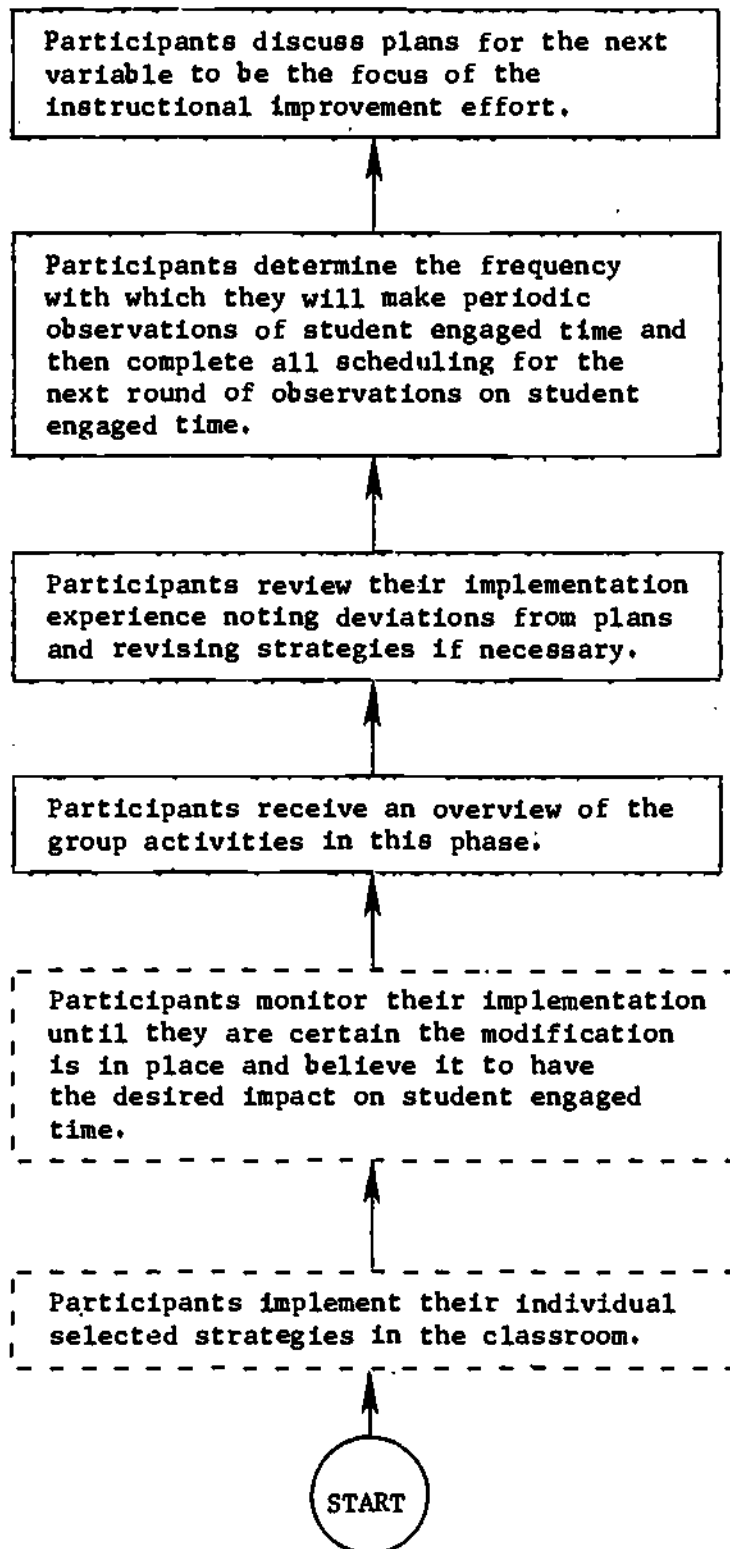 Participants discuss plans for the next
variable to be the focus of the
instructional improvement effort.
Participants determine the frequency
with which they will make periodic
observations of student engaged time and
then complete all scheduling for the
next round of observations on student
engaged time.
Participants review their implementation
experience noting deviations from plans
and revising strategies if necessary.
Participants receive an overview of the
group activities in this phase.
Participants monitor their implementation
until they are certain the modification
is in place and believe it to have
the desired impact on student engaged
time.
Participants implement their individual
selected strategies in the classroom.
START